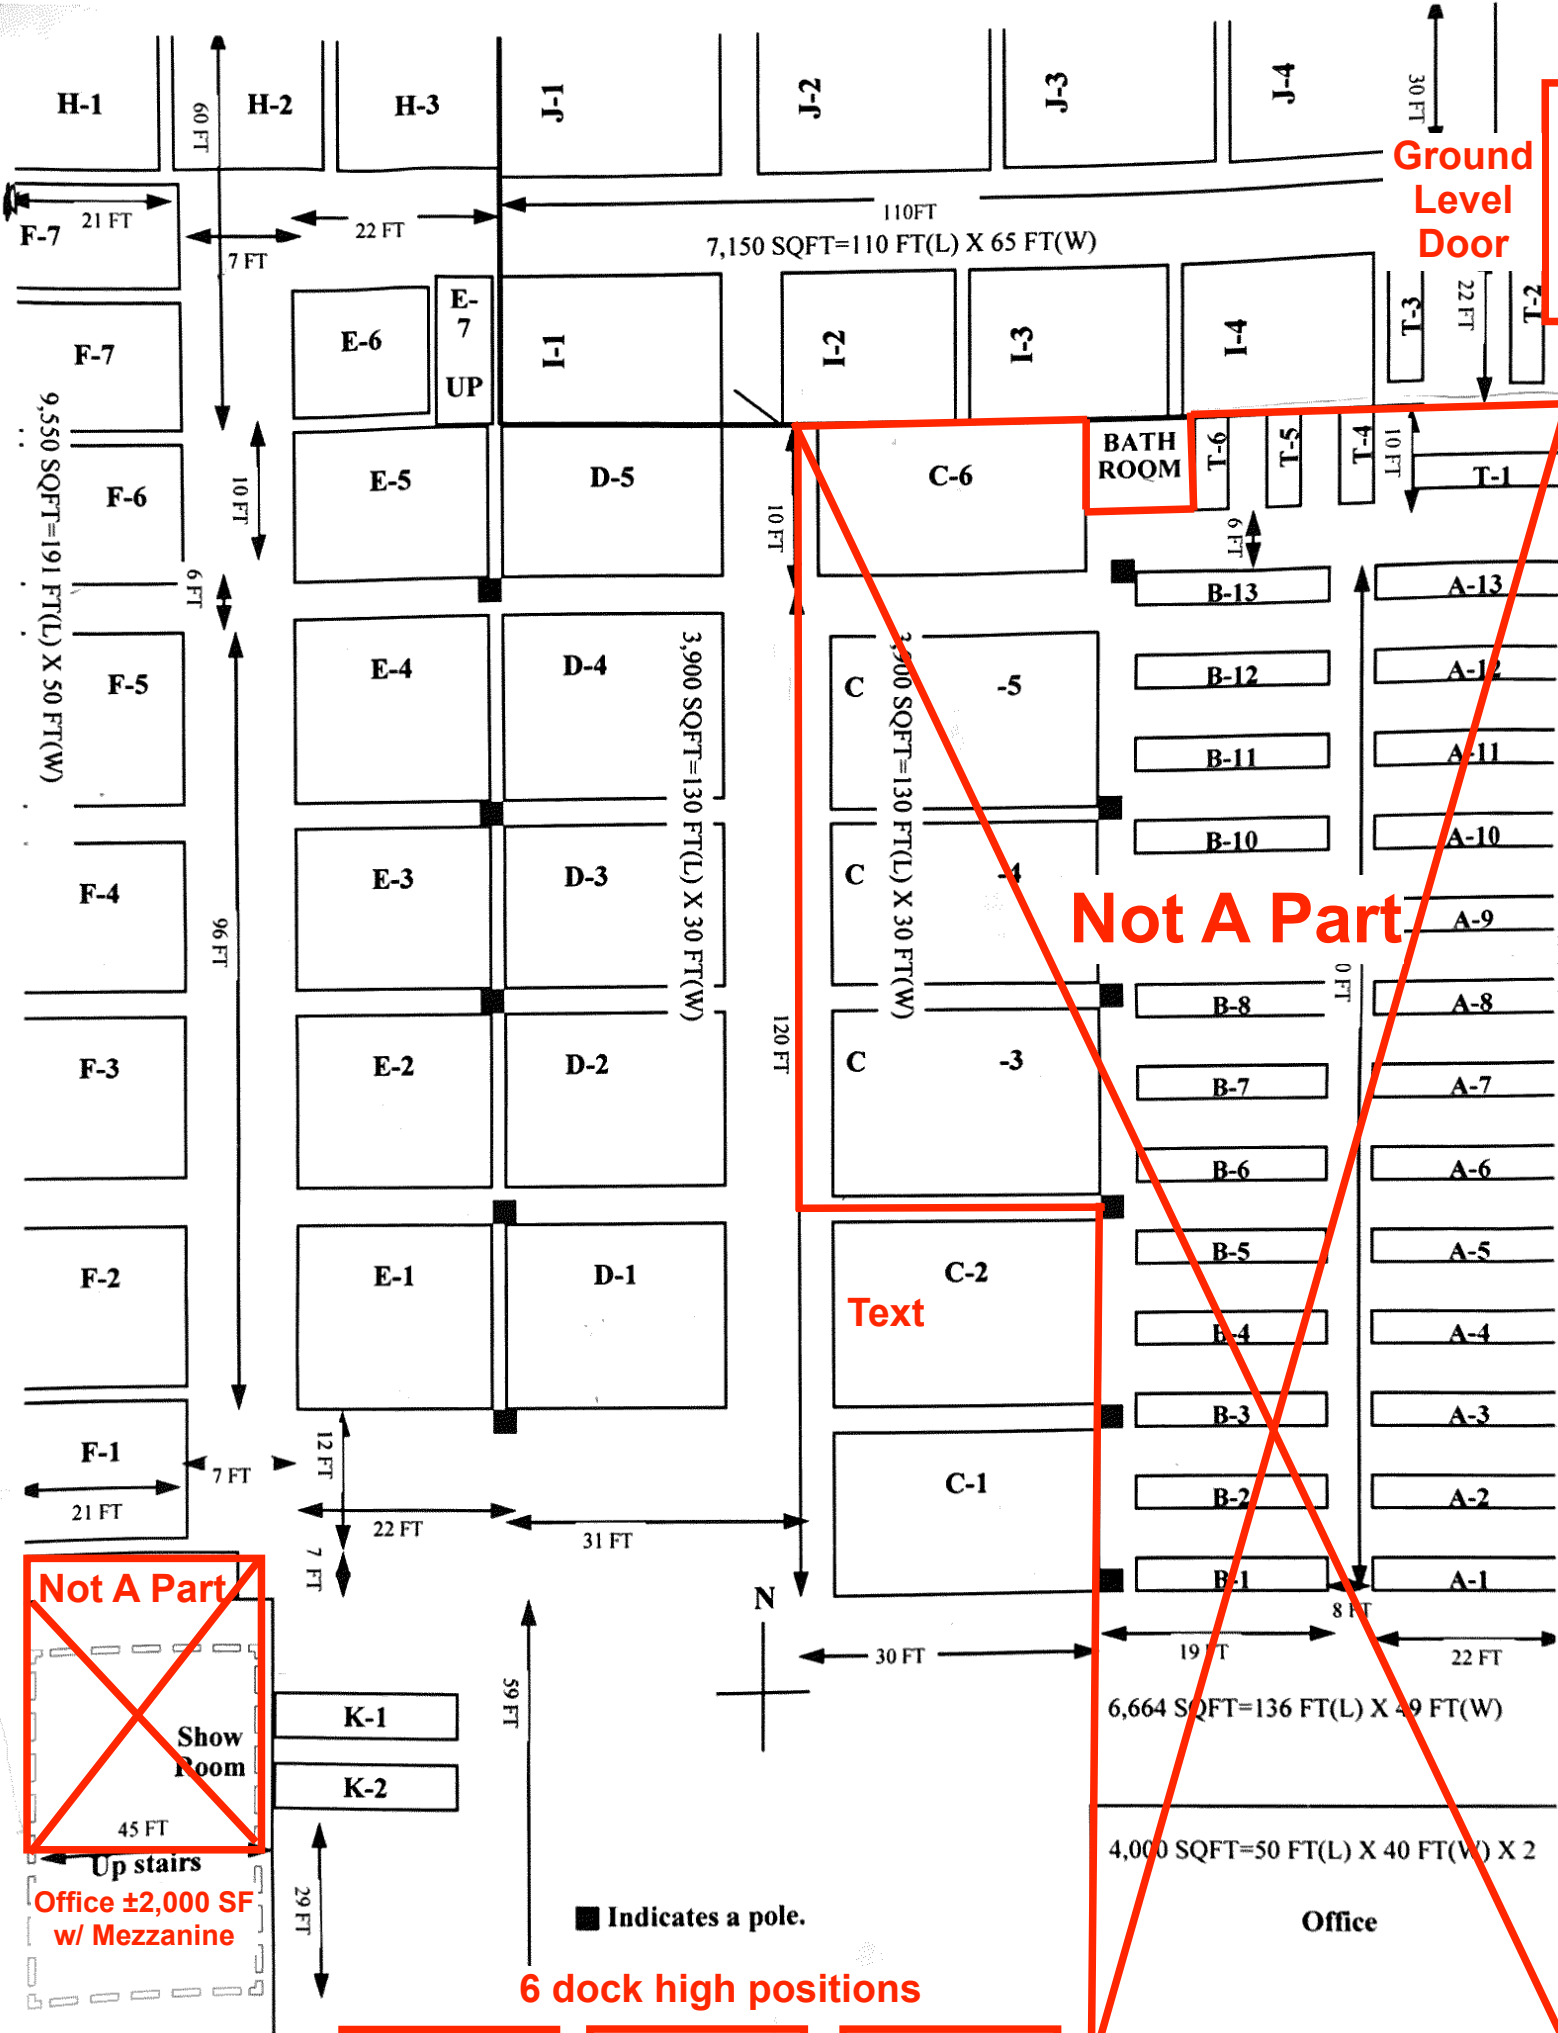 H-1
H-2
H-3
J-1
J-2
J-3
J-4
60 FT
30 FT
Ground
Level
Door
21 FT
F-7
7 FT
22 FT
110FT
7,150 SQFT=110 FT(L) X 65 FT(W)
F-7
E-6
E-
7
UP
I-1
I-2
I-3
I-4
T-3
22 FT
T-2
9,550 SQFT=191 FT(L) X 50 FT(W)
F-6
10 FT
E-5
D-5
10 FT
C-6
BATH
ROOM
T-6
T-5
T-4
10 FT
T-1
6 FT
6 FT
B-13
A-13
F-5
E-4
D-4
3,900 SQFT=130 FT(L) X 30 FT(W)
C -5
3,900 SQFT=130 FT(L) X 30 FT(W)
B-12
A-12
B-11
A-11
B-10
A-10
F-4
96 FT
E-3
D-3
C -4
Not A Part
A-9
0 FT
B-8
A-8
F-3
E-2
D-2
120 FT
C -3
B-7
A-7
B-6
A-6
F-2
E-1
D-1
C-2
Text
B-5
A-5
B-4
A-4
B-3
A-3
F-1
7 FT
12 FT
21 FT
22 FT
31 FT
C-1
B-2
A-2
7 FT
B-1
A-1
8 FT
Not A Part
N
30 FT
19 FT
22 FT
Show
Room
K-1
K-2
59 FT
6,664 SQFT=136 FT(L) X 49 FT(W)
45 FT
Up stairs
Office ±2,000 SF
w/ Mezzanine
29 FT
4,000 SQFT=50 FT(L) X 40 FT(W) X 2
Office
Indicates a pole.
6 dock high positions